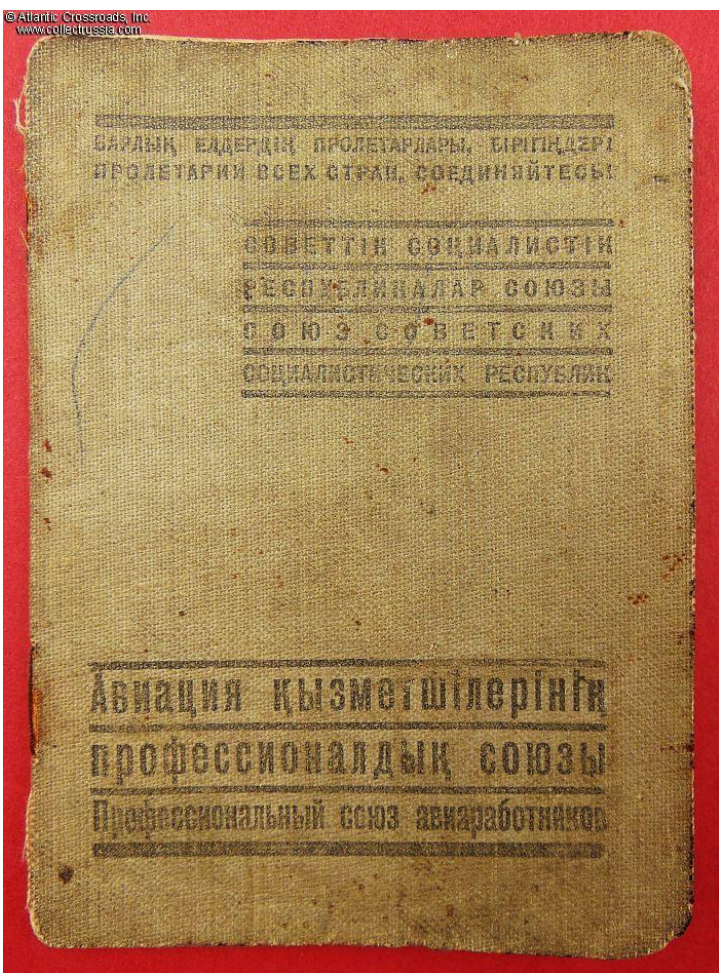 © Atlantic Crossroads, Inc.
www.collectrussia.com
БАРЛЫҚ ЕЛДЕРДІҢ ПРОЛЕТАРЛАРЫ, БІРІГІҢДЕР!
ПРОЛЕТАРИИ ВСЕХ СТРАН, СОЕДИНЯЙТЕСЬ!
СОВЕТТІК СОЦИАЛИСТІК
РЕСПУБЛИКАЛАР СОЮЗЫ
СОЮЗ СОВЕТСКИХ
СОЦИАЛИСТИЧЕСКИХ РЕСПУБЛИК
Авиация қызметшілерінің
профессионалдық союзы
Профессиональный союз авиаработников